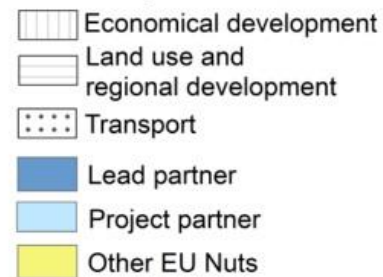 Economical development
Land use and
regional development
Transport
Lead partner
Project partner
Other EU Nuts